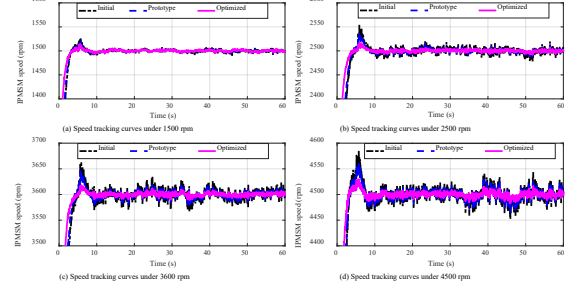 Initial Prototype Optimized
IPMSM speed (rpm)
1500
1400
0 10 20 30 40 50 60
Time (s)
(a) Speed tracking curves under 1500 rpm
Initial Prototype Optimized
IPMSM speed (rpm)
2500
2400
0 10 20 30 40 50 60
Time (s)
(b) Speed tracking curves under 2500 rpm
3700
Initial Prototype Optimized
IPMSM speed (rpm)
3600
3500
0 10 20 30 40 50 60
Time (s)
(c) Speed tracking curves under 3600 rpm
4600
Initial Prototype Optimized
IPMSM speed (rpm)
4500
4400
0 10 20 30 40 50 60
Time (s)
(d) Speed tracking curves under 4500 rpm